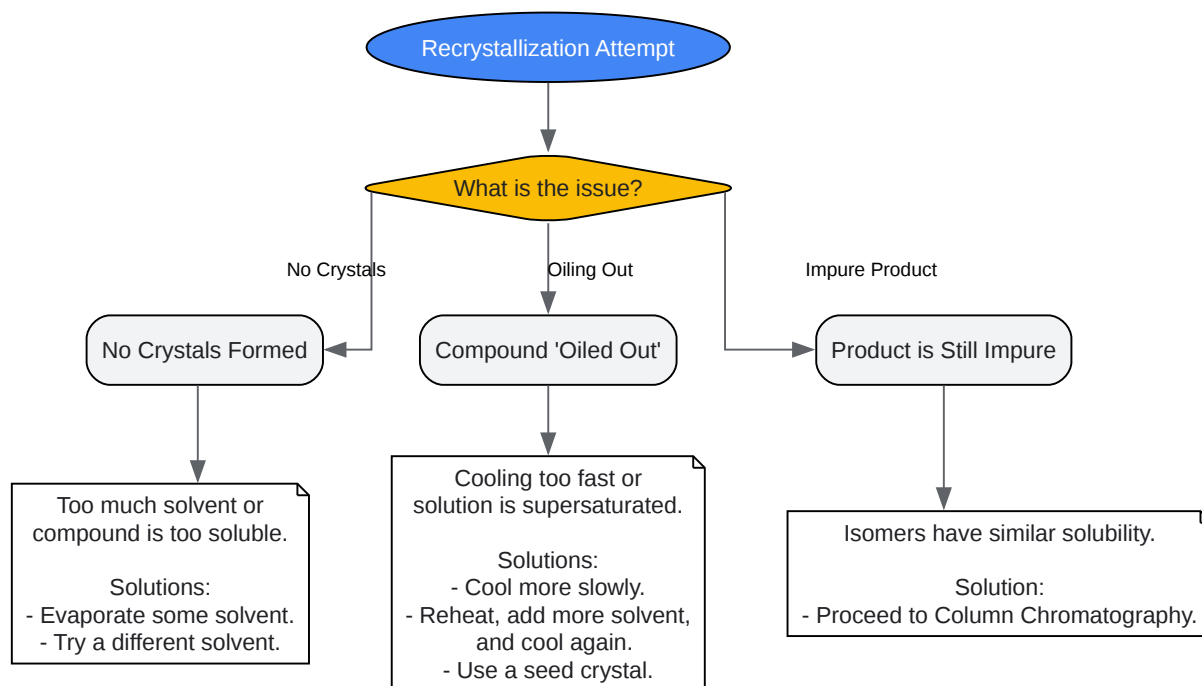 Recrystallization Attempt
What is the issue?
No Crystals
Oiling Out
Impure Product
No Crystals Formed
Compound 'Oiled Out'
Product is Still Impure
Too much solvent or
compound is too soluble.
Solutions:
- Evaporate some solvent.
- Try a different solvent.
Cooling too fast or
solution is supersaturated.
Solutions:
- Cool more slowly.
- Reheat, add more solvent,
and cool again.
- Use a seed crystal.
Isomers have similar solubility.
Solution:
- Proceed to Column Chromatography.